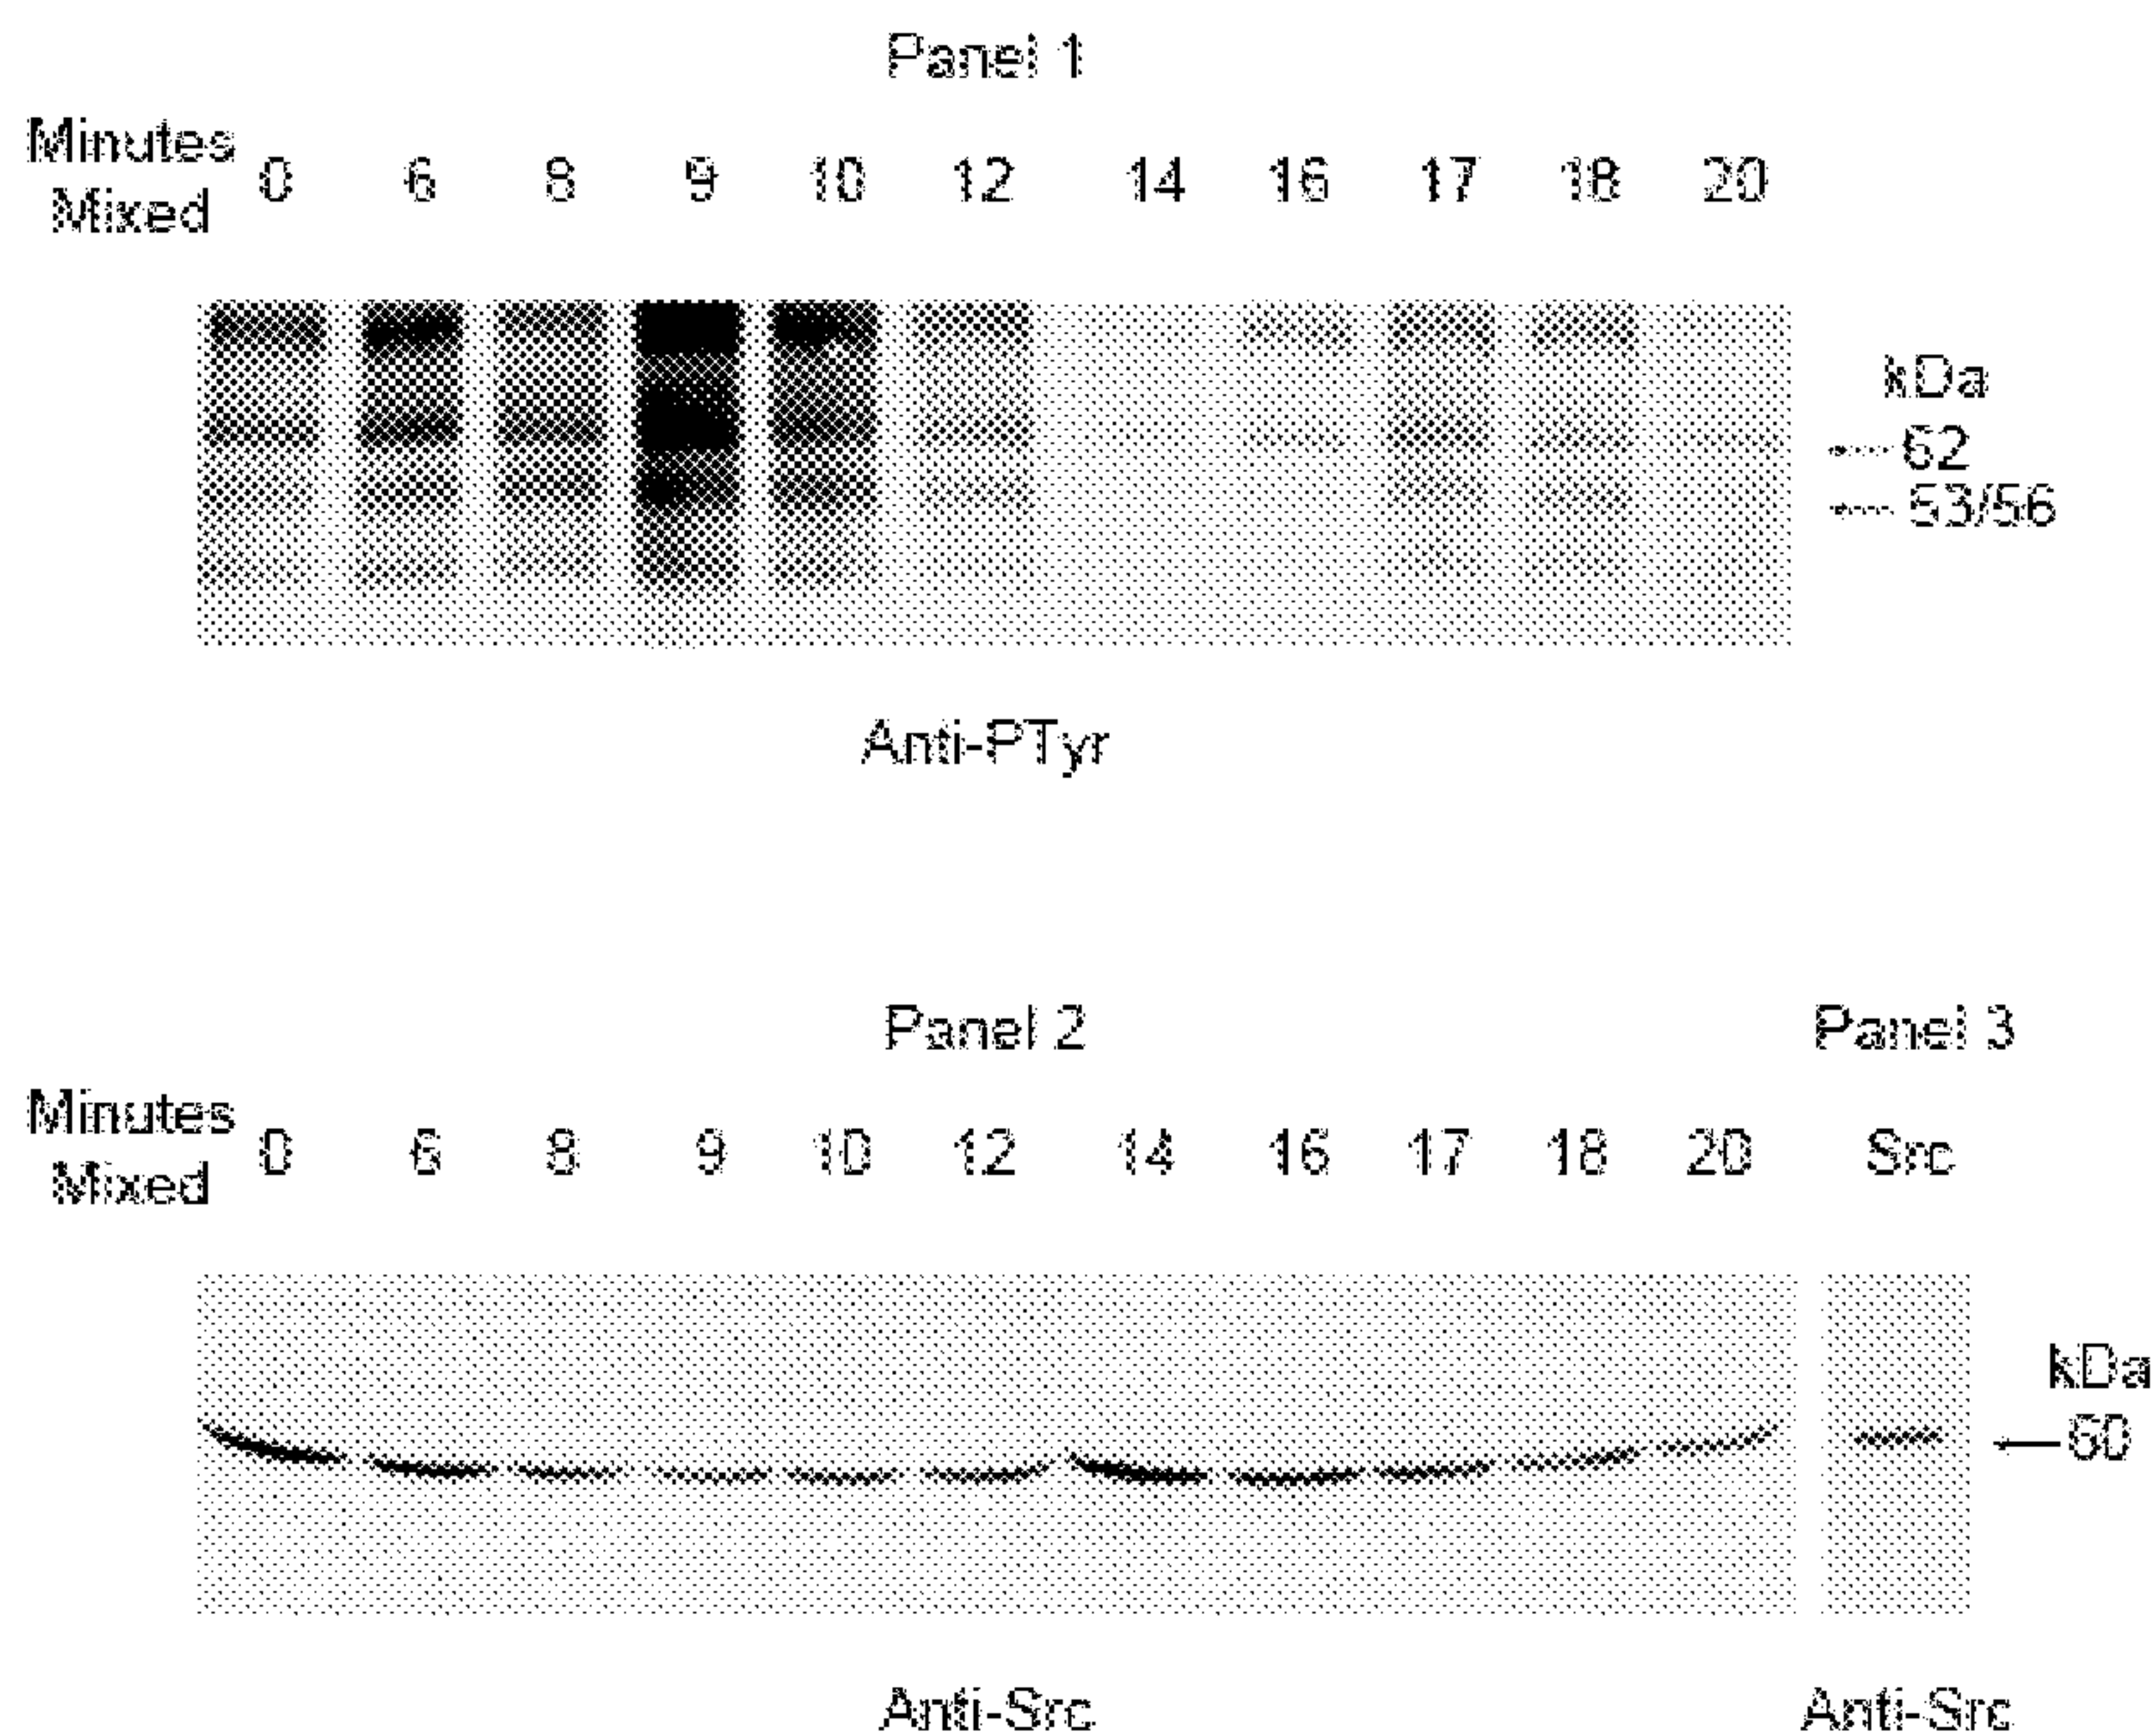 Panel 1
Minutes Mixed 0 6 8 9 10 12 14 16 17 18 20
kDa
62
53/56
Anti-PTyr
Panel 2 Panel 3
Minutes Mixed 0 6 8 9 10 12 14 16 17 18 20 Src
kDa
60
Anti-Src Anti-Src